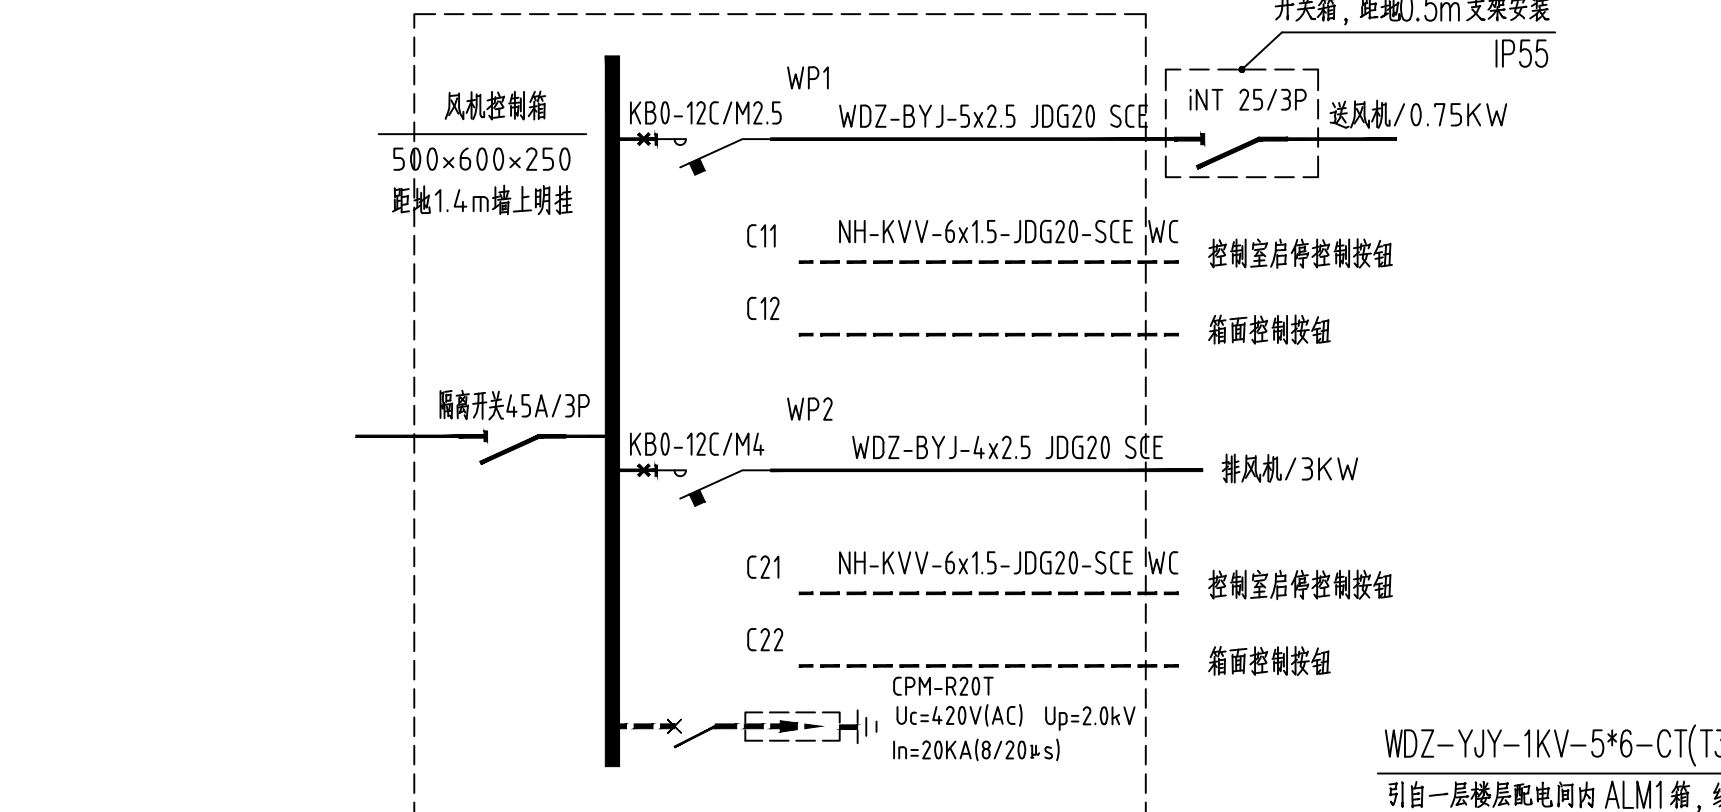 开关箱，距地0.5m支架安装
IP55
WP1
iNT 25/3P
风机控制箱
KB0-12C/M2.5
WDZ-BYJ-5x2.5 JDG20 SCE
送风机/0.75KW
500×600×250
距地1.4m墙上明挂
C11
NH-KVV-6x1.5-JDG20-SCE WC
控制室启停控制按钮
C12
箱面控制按钮
隔离开关45A/3P
WP2
KB0-12C/M4
WDZ-BYJ-4x2.5 JDG20 SCE
排风机/3KW
C21
NH-KVV-6x1.5-JDG20-SCE WC
控制室启停控制按钮
C22
箱面控制按钮
CPM-R20T
Uc=420V(AC) Up=2.0kV
In=20KA(8/20μs)
WDZ-YJY-1KV-5*6-CT(T3
引自一层楼层配电间内 ALM1箱，